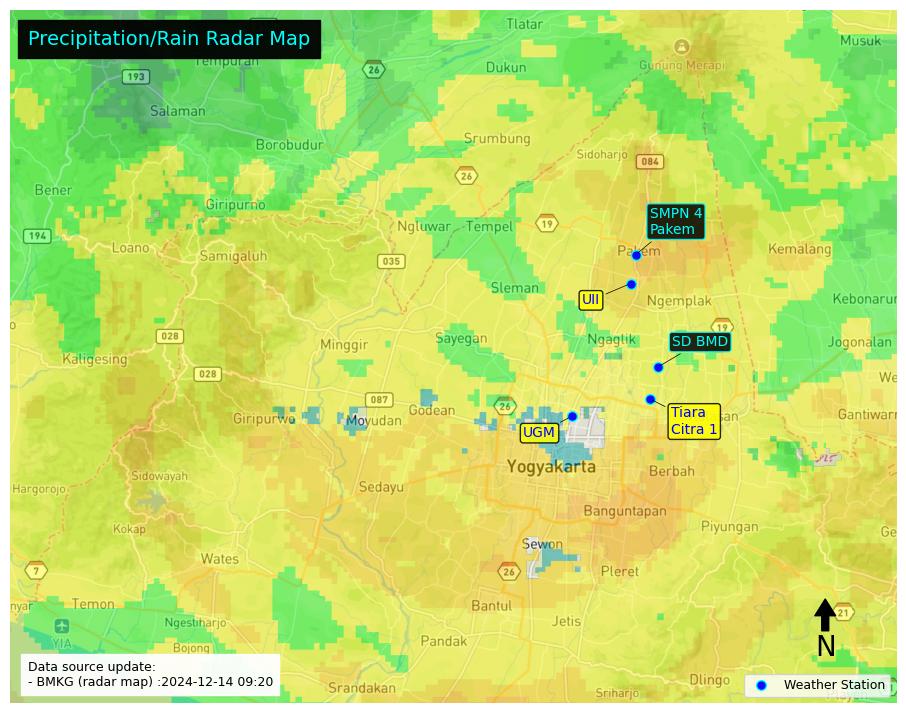 Precipitation/Rain Radar Map
Tlatar
Musuk
26
Tempuran
193
Dukun
Gunung Merapi
Salaman
Borobudur
Srumbung
Sidoharjo
084
26
Bener
Giripurno
SMPN 4
Pakem
Ngluwar
Tempel
19
194
Loano
Samigaluh
035
Pakem
Kemalang
Sleman
UII
Ngemplak
Kebonarur
028
Minggir
Sayegan
Ngaglik
19
SD BMD
Jogonalan
Kaligesing
028
087
Giripurwo
Moyudan
Godean
26
UGM
Tiara
Citra 1
Gantiwarn
Yogyakarta
Berbah
Sidowayah
Hargorojo
Sedayu
Banguntapan
Kokap
Piyungan
Wates
Sewon
7
26
Pleret
Temon
Bantul
21
Ngestiharjo
Jetis
YIA
Bojong
Pandak
N
Data source update:
- BMKG (radar map) :2024-12-14 09:20
Srandakan
Dlingo
Sriharjo
Weather Station